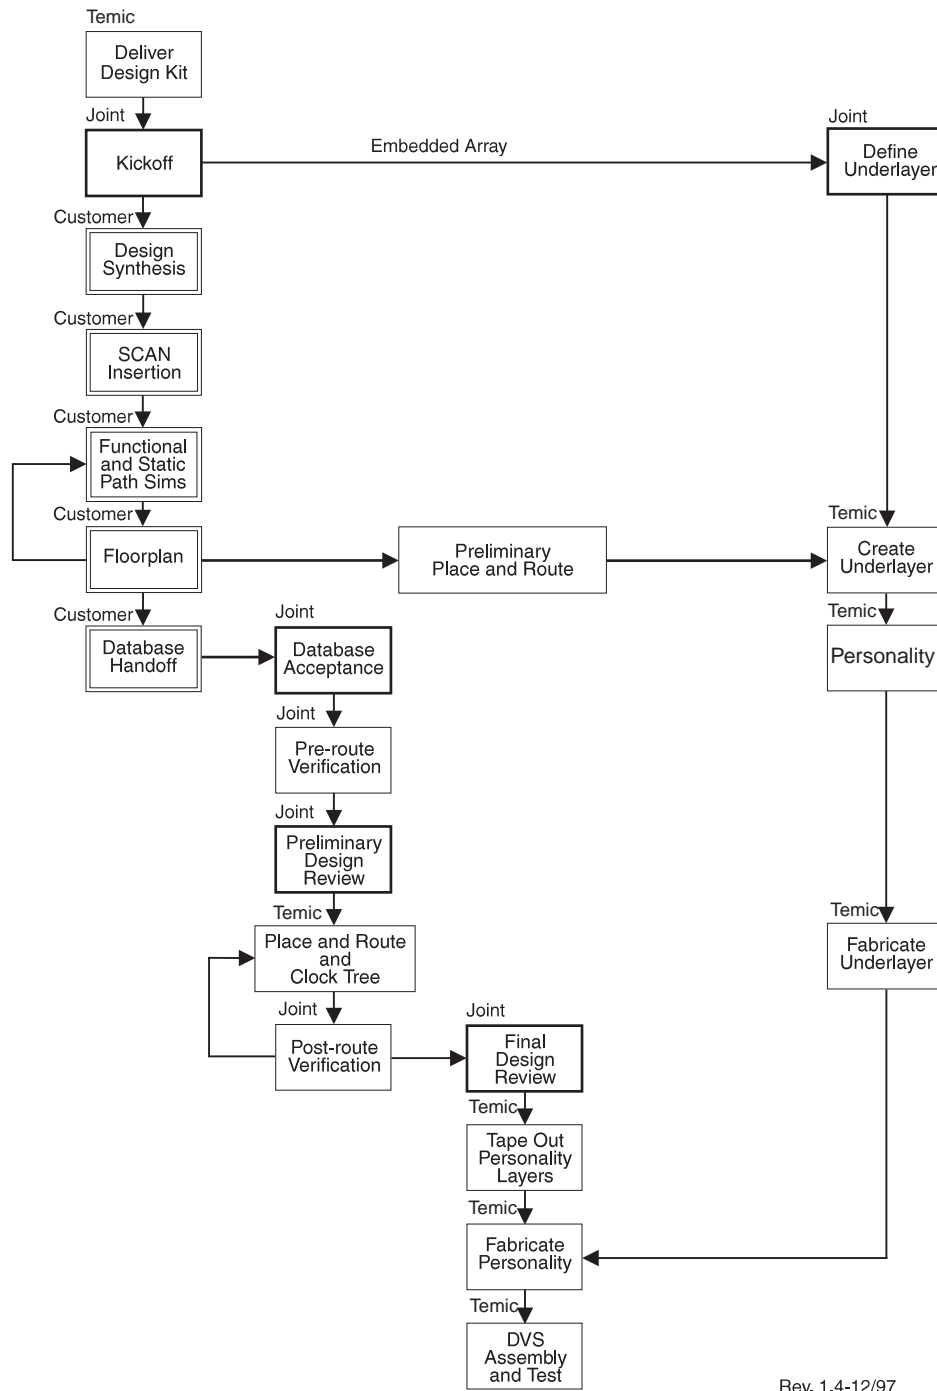 Temic
Deliver
Design Kit
Joint
Kickoff
Embedded Array
Joint
Define
Underlayer
Customer
Design
Synthesis
Customer
SCAN
Insertion
Customer
Functional
and Static
Path Sims
Customer
Floorplan
Preliminary
Place and Route
Temic
Create
Underlayer
Customer
Database
Handoff
Joint
Database
Acceptance
Temic
Personality
Joint
Pre-route
Verification
Joint
Preliminary
Design
Review
Temic
Place and Route
and
Clock Tree
Temic
Fabricate
Underlayer
Joint
Post-route
Verification
Joint
Final
Design
Review
Temic
Tape Out
Personality
Layers
Temic
Fabricate
Personality
Temic
DVS
Assembly
and Test
Rev. 1.4-12/97